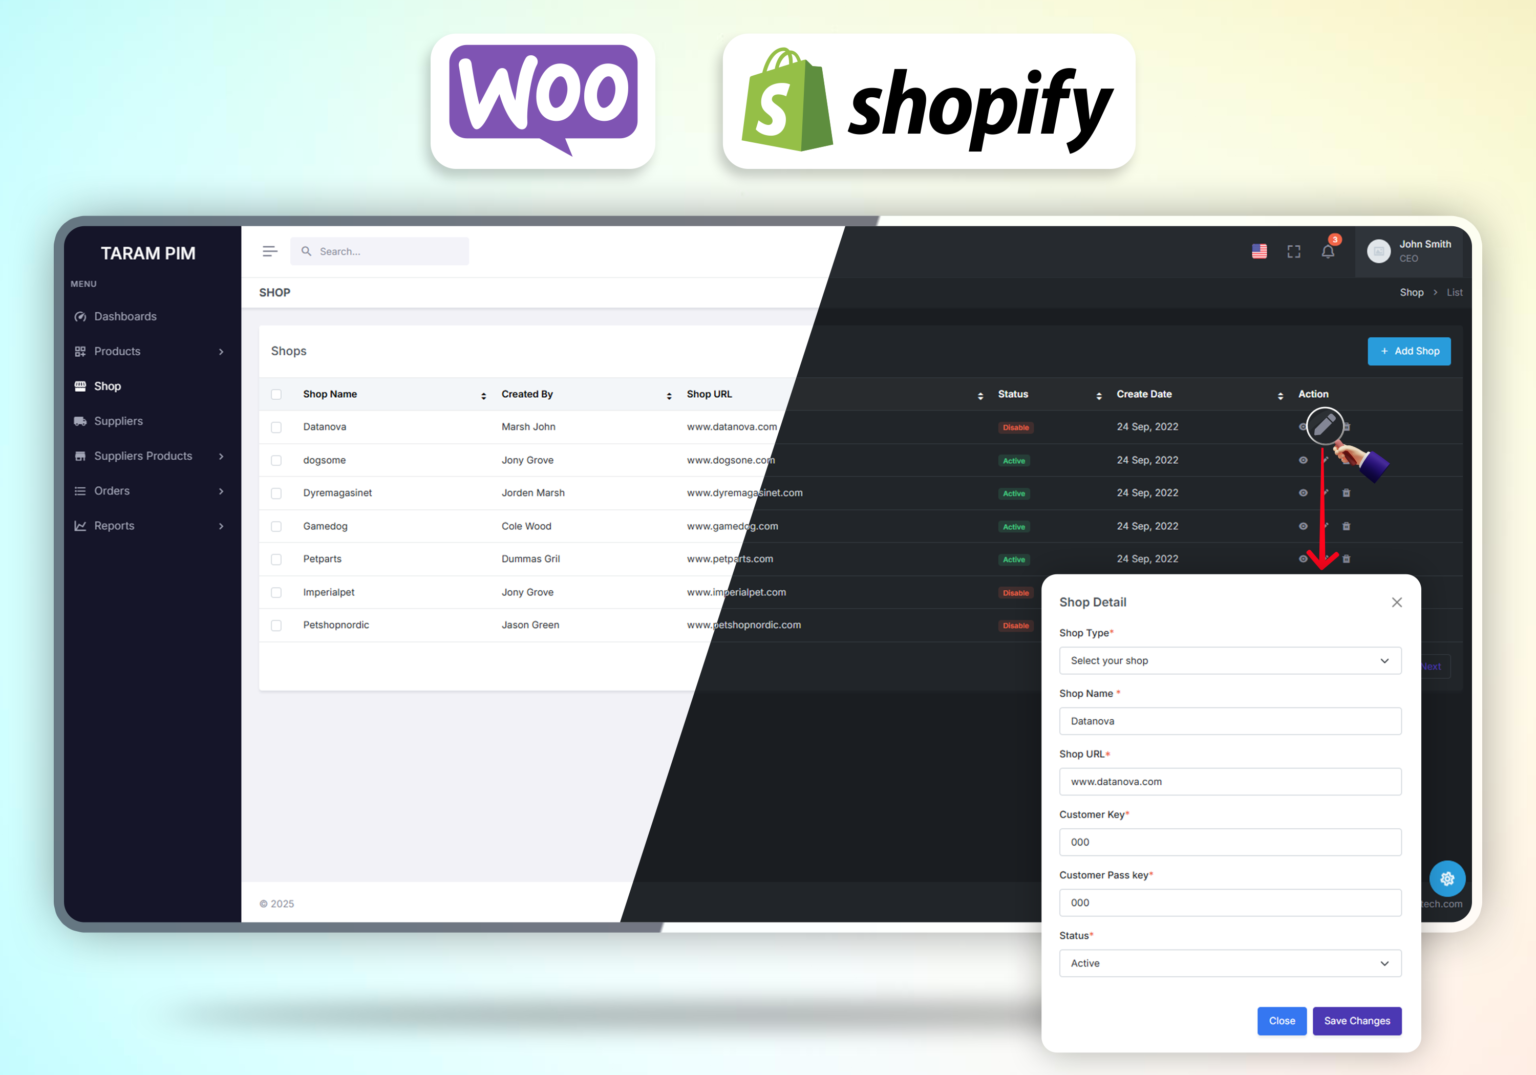 Woo
shopify
TARAM PIM
Search...
3
John Smith
CEO
MENU
SHOP
Shop > List
Dashboards
Products
Shop
Suppliers
Suppliers Products
Orders
Reports
Shops
+ Add Shop
Shop Name Created By Shop URL Status Create Date Action
Datanova Marsh John www.datanova.com Disable 24 Sep, 2022
dogsome Jony Grove www.dogsone.com Active 24 Sep, 2022
Dyremagasinet Jorden Marsh www.dyremagasinet.com Active 24 Sep, 2022
Gamedog Cole Wood www.gamedog.com Active 24 Sep, 2022
Petparts Dummas Gril www.petparts.com Active 24 Sep, 2022
Imperialpet Jony Grove www.imperialpet.com Disable
Petshopnordic Jason Green www.petshopnordic.com Disable
Next
Shop Detail
Shop Type*
Select your shop
Shop Name *
Datanova
Shop URL*
www.datanova.com
Customer Key*
000
Customer Pass key*
000
Status*
Active
Close Save Changes
© 2025
tech.com